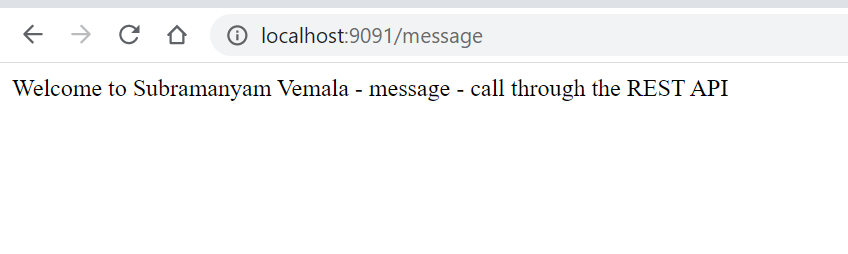 localhost:9091/message
Welcome to Subramanyam Vemala - message - call through the REST API